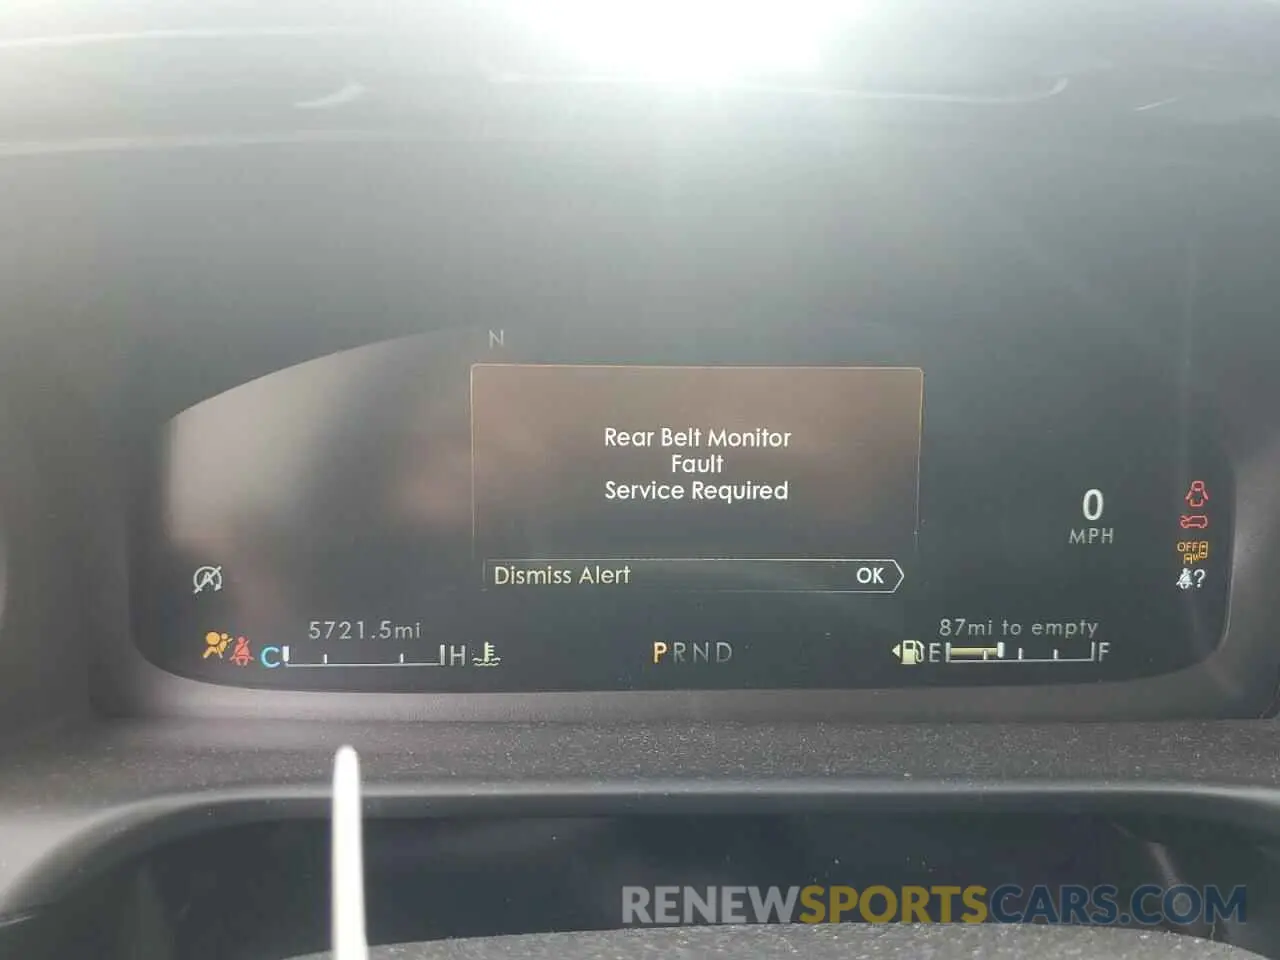 N
Rear Belt Monitor
Fault
Service Required
Dismiss Alert OK
0
MPH
OFF
?
5721.5mi
C H
PRND
87mi to empty
E F
RENEWSPORTSCARS.COM